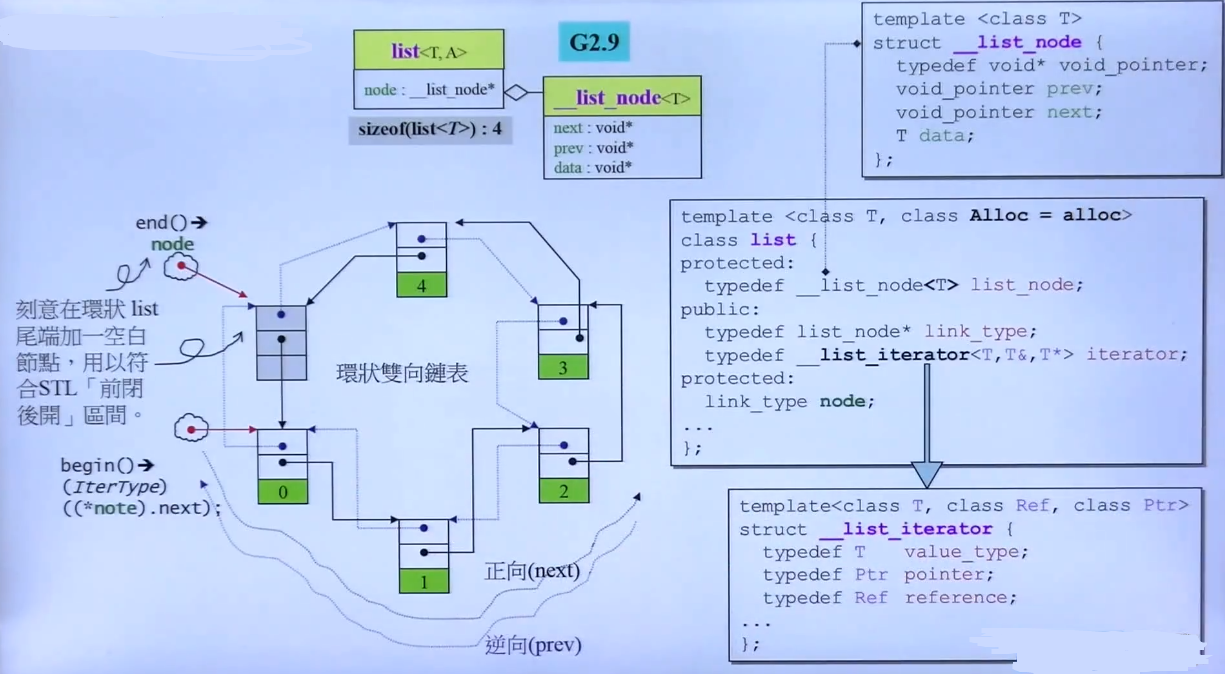 G2.9
list<T, A>
node : __list_node*
sizeof(list<T>) : 4
__list_node<T>
next : void*
prev : void*
data : void*
template <class T>
struct __list_node {
typedef void* void_pointer;
void_pointer prev;
void_pointer next;
T data;
};
end()➔
node
刻意在環狀 list
尾端加一空白
節點，用以符
合STL「前閉
後開」區間。
begin()➔
(IterType)
((*note).next);
環狀雙向鏈表
4
3
2
1
0
正向(next)
逆向(prev)
template <class T, class Alloc = alloc>
class list {
protected:
typedef __list_node<T> list_node;
public:
typedef list_node* link_type;
typedef __list_iterator<T,T&,T*> iterator;
protected:
link_type node;
...
};
template<class T, class Ref, class Ptr>
struct __list_iterator {
typedef T value_type;
typedef Ptr pointer;
typedef Ref reference;
...
};